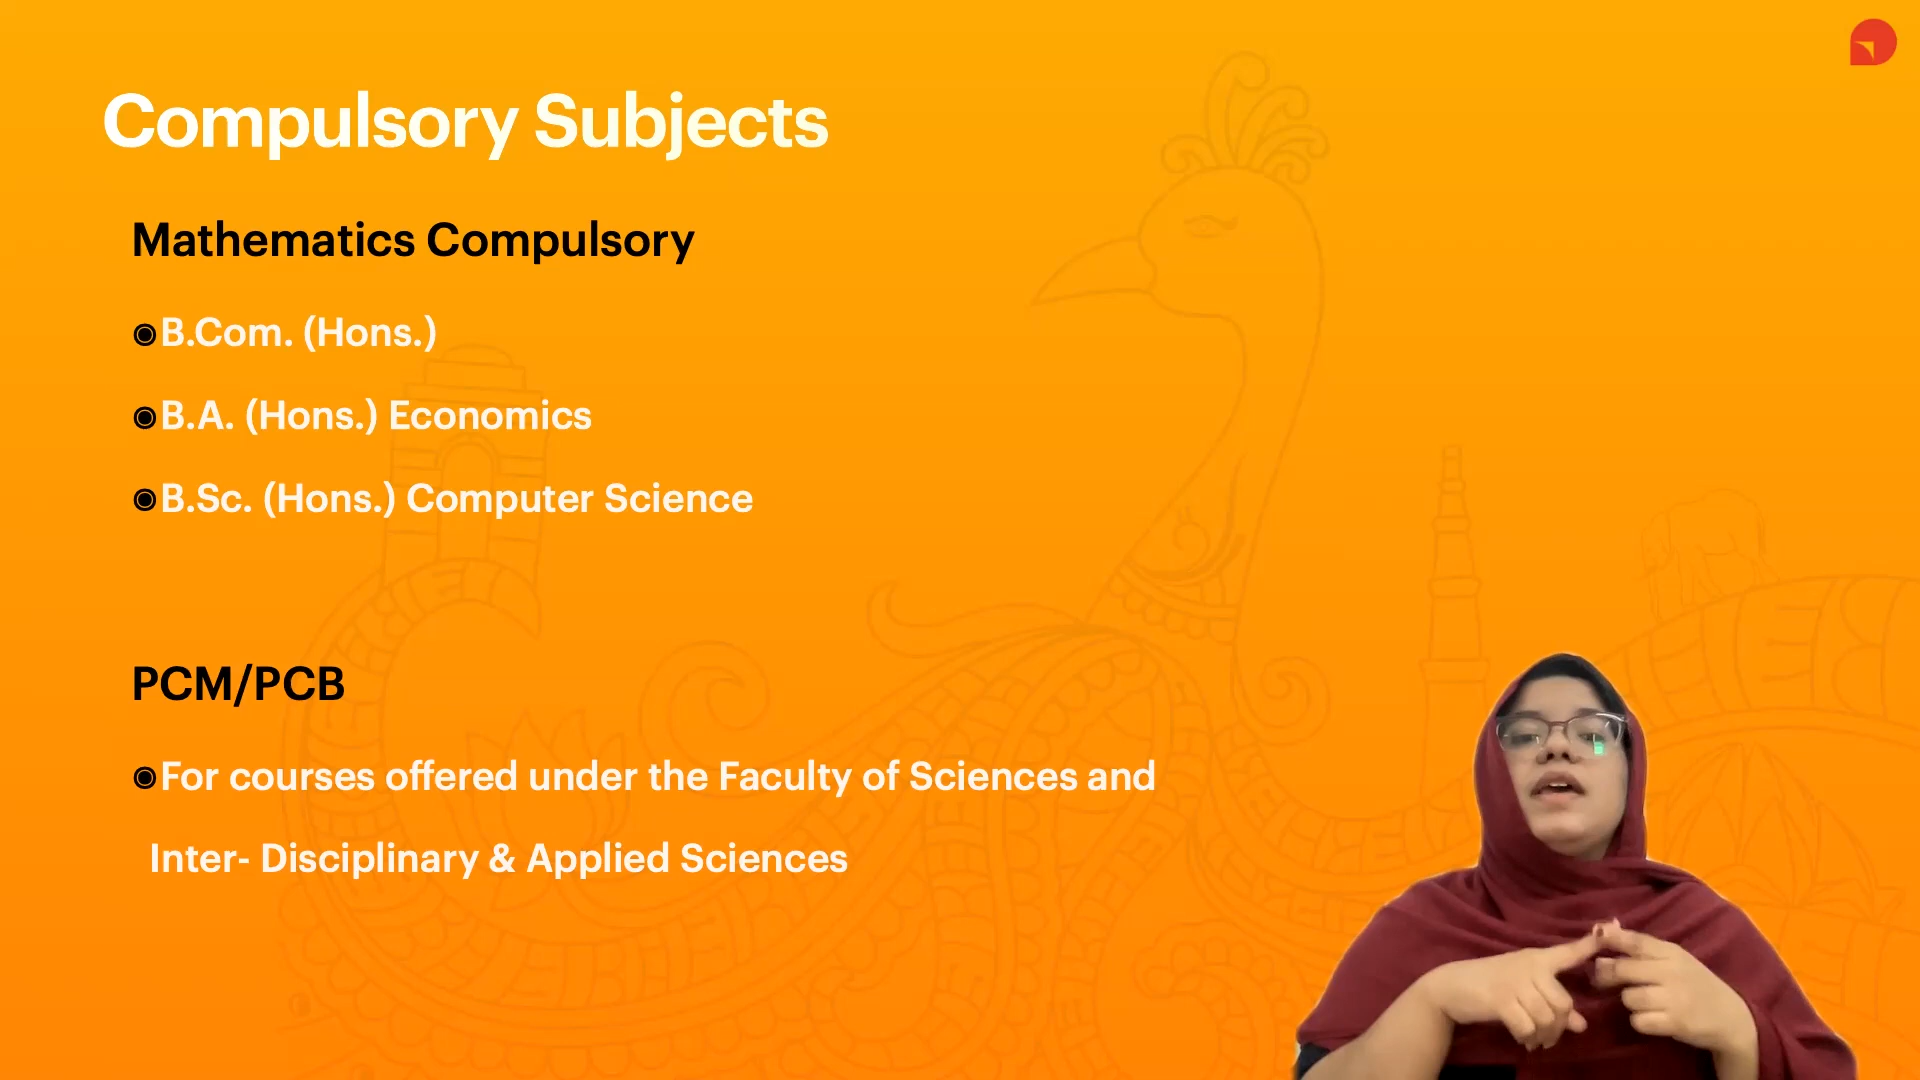 Compulsory Subjects
Mathematics Compulsory
B.Com. (Hons.)
B.A. (Hons.) Economics
B.Sc. (Hons.) Computer Science
PCM/PCB
For courses offered under the Faculty of Sciences and
Inter- Disciplinary & Applied Sciences